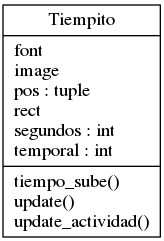 Tiempito
font
image
pos : tuple
rect
segundos : int
temporal : int
tiempo_sube()
update()
update_actividad()